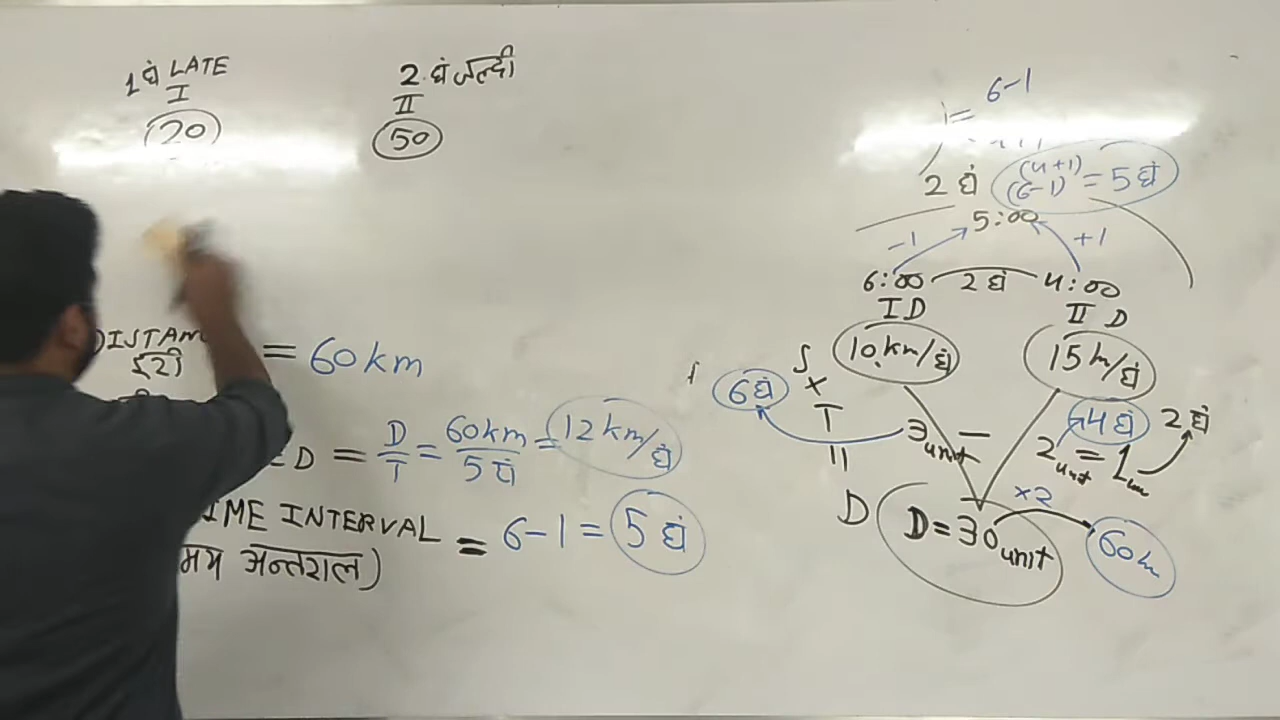 1 घं LATE
I
20
2 घं जल्दी
II
50
दूरी
= 60 km
D = D/T = 60km/5 घं = 12 km/घं
TIME INTERVAL = 6-1 = 5 घं
अन्तराल)
6-1
2 घं (4+1) (6-1) = 5 घं
5:00
-1 +1
6:00 2 घं 4:00
I D II D
10 km/घं 15 km/घं
6 घं S × T 4 घं 2 घं
3 unit 2 unit = 1 unit
×2
D D = 30 unit 60 km